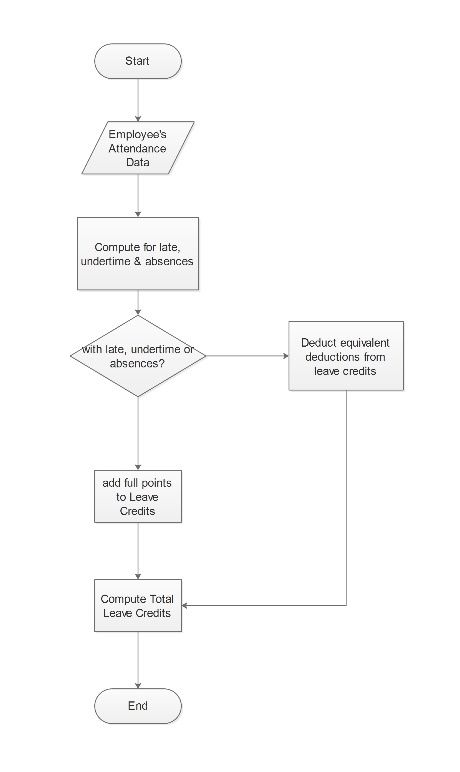 Start
Employee's
Attendance
Data
Compute for late,
undertime & absences
with late, undertime or
absences?
Deduct equivalent
deductions from
leave credits
add full points
to Leave
Credits
Compute Total
Leave Credits
End